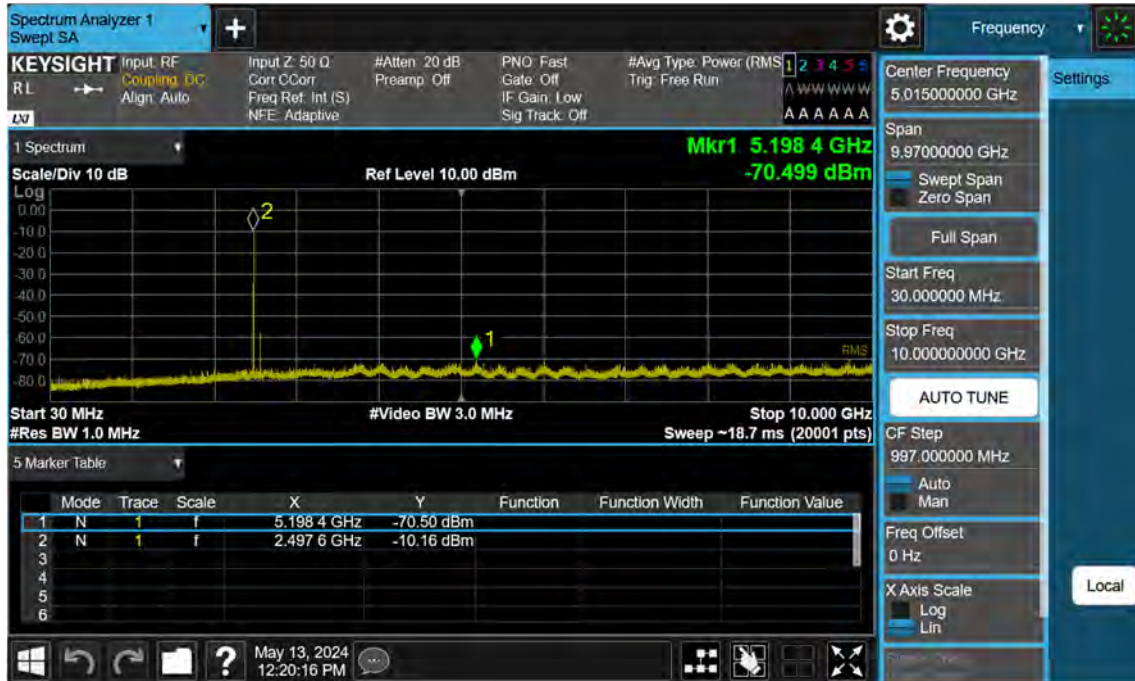 Spectrum Analyzer 1
Swept SA
+
Frequency
KEYSIGHT
RL
LXI
Input: RF
Coupling: DC
Align: Auto
Input Z: 50 Ω
Corr CCorr
Freq Ref: Int (S)
NFE: Adaptive
#Atten: 20 dB
Preamp: Off
PNO: Fast
Gate: Off
IF Gain: Low
Sig Track: Off
#Avg Type: Power (RMS
Trig: Free Run
1 2 3 4 5 6
A W W W W W
A A A A A A
Center Frequency
5.015000000 GHz
Settings
1 Spectrum
Scale/Div 10 dB
Ref Level 10.00 dBm
Mkr1 5.198 4 GHz
-70.499 dBm
Log
0.00
-10.0
-20.0
-30.0
-40.0
-50.0
-60.0
-70.0
-80.0
2
1
RMS
Start 30 MHz
#Video BW 3.0 MHz
Stop 10.000 GHz
#Res BW 1.0 MHz
Sweep ~18.7 ms (20001 pts)
Span
9.97000000 GHz
Swept Span
Zero Span
Full Span
Start Freq
30.000000 MHz
Stop Freq
10.000000000 GHz
AUTO TUNE
CF Step
997.000000 MHz
Auto
Man
Freq Offset
0 Hz
X Axis Scale
Log
Lin
Local
5 Marker Table
Mode Trace Scale X Y Function Function Width Function Value
1 N 1 f 5.198 4 GHz -70.50 dBm
2 N 1 f 2.497 6 GHz -10.16 dBm
3
4
5
6
?
May 13, 2024
12:20:16 PM